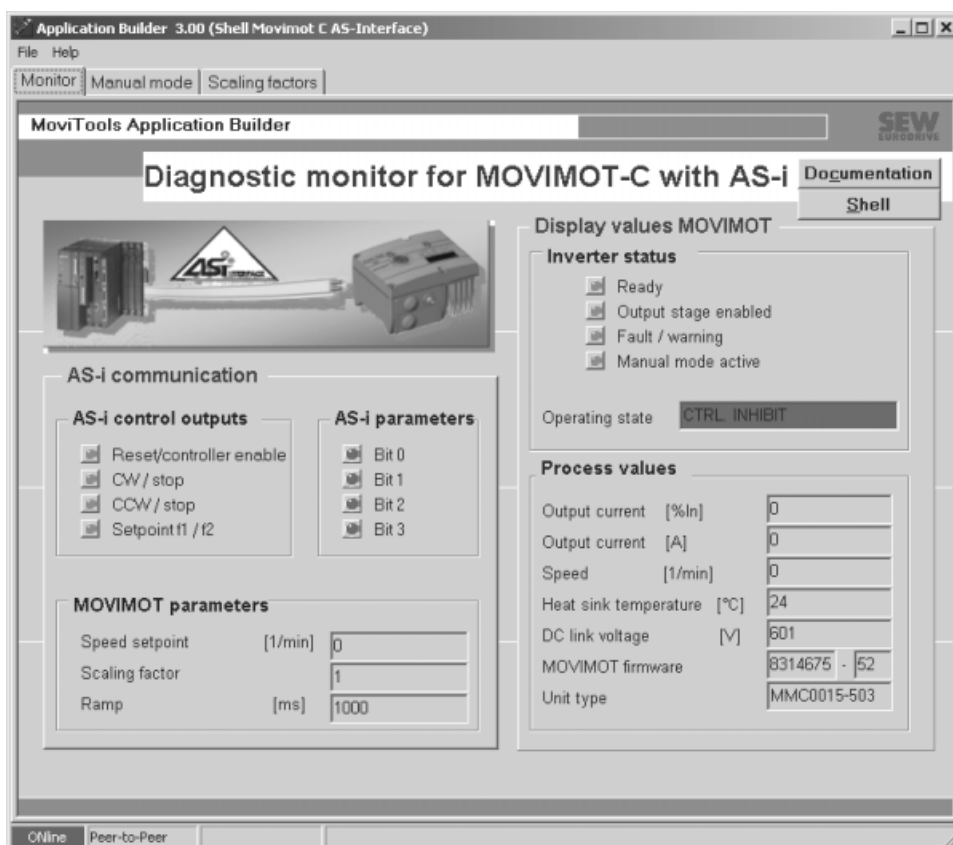 Application Builder 3.00 (Shell Movimot C AS-Interface)
File Help
Monitor Manual mode Scaling factors
MoviTools Application Builder
SEW
EURODRIVE
Diagnostic monitor for MOVIMOT-C with AS-i
Documentation
Shell
ASi INTERFACE
AS-i communication
AS-i control outputs
Reset/controller enable
CW / stop
CCW / stop
Setpoint f1 / f2
AS-i parameters
Bit 0
Bit 1
Bit 2
Bit 3
MOVIMOT parameters
Speed setpoint [1/min] 0
Scaling factor 1
Ramp [ms] 1000
Display values MOVIMOT
Inverter status
Ready
Output stage enabled
Fault / warning
Manual mode active
Operating state CTRL. INHIBIT
Process values
Output current [%In] 0
Output current [A] 0
Speed [1/min] 0
Heat sink temperature [°C] 24
DC link voltage [V] 601
MOVIMOT firmware 8314675 - 52
Unit type MMC0015-503
ONline Peer-to-Peer